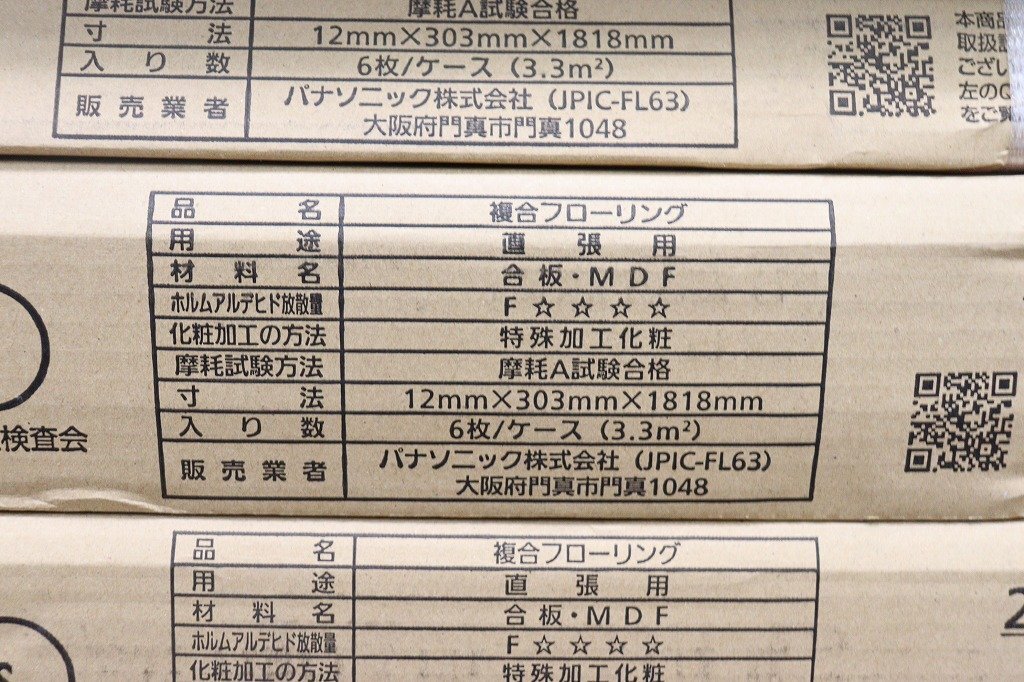 摩耗試験方法 摩耗A試験合格
寸法 12mm×303mm×1818mm
入り数 6枚/ケース（3.3m²）
販売業者 パナソニック株式会社（JPIC-FL63）
大阪府門真市門真1048
本商品
取扱説
ござい
左のQ
をご覧
品名 複合フローリング
用途 直張用
材料名 合板・MDF
ホルムアルデヒド放散量 F☆☆☆☆
化粧加工の方法 特殊加工化粧
摩耗試験方法 摩耗A試験合格
寸法 12mm×303mm×1818mm
入り数 6枚/ケース（3.3m²）
販売業者 パナソニック株式会社（JPIC-FL63）
大阪府門真市門真1048
検査会
品名 複合フローリング
用途 直張用
材料名 合板・MDF
ホルムアルデヒド放散量 F☆☆☆☆
化粧加工の方法 特殊加工化粧
2